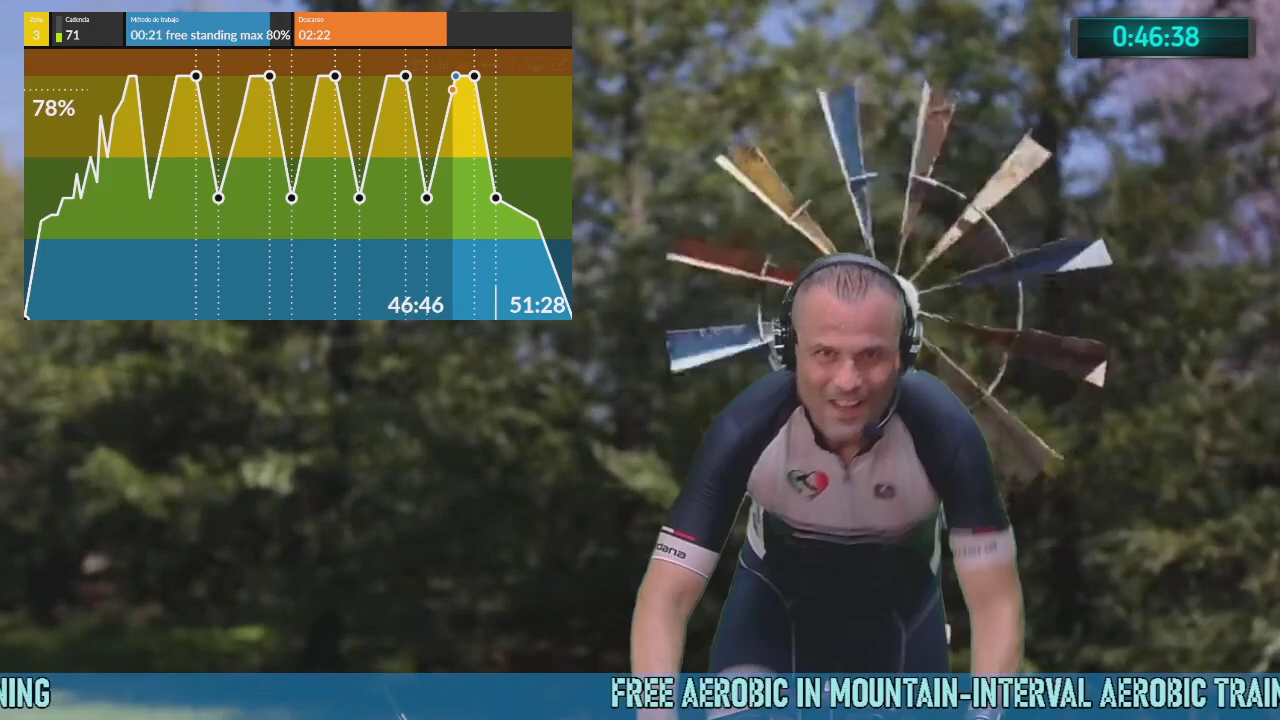 Zona
3
Cadencia
71
Método de trabajo
00:21 free standing max 80%
Descanso
02:22
0:46:38
78%
46:46
51:28
dana
NING
FREE AEROBIC IN MOUNTAIN-INTERVAL AEROBIC TRAIN